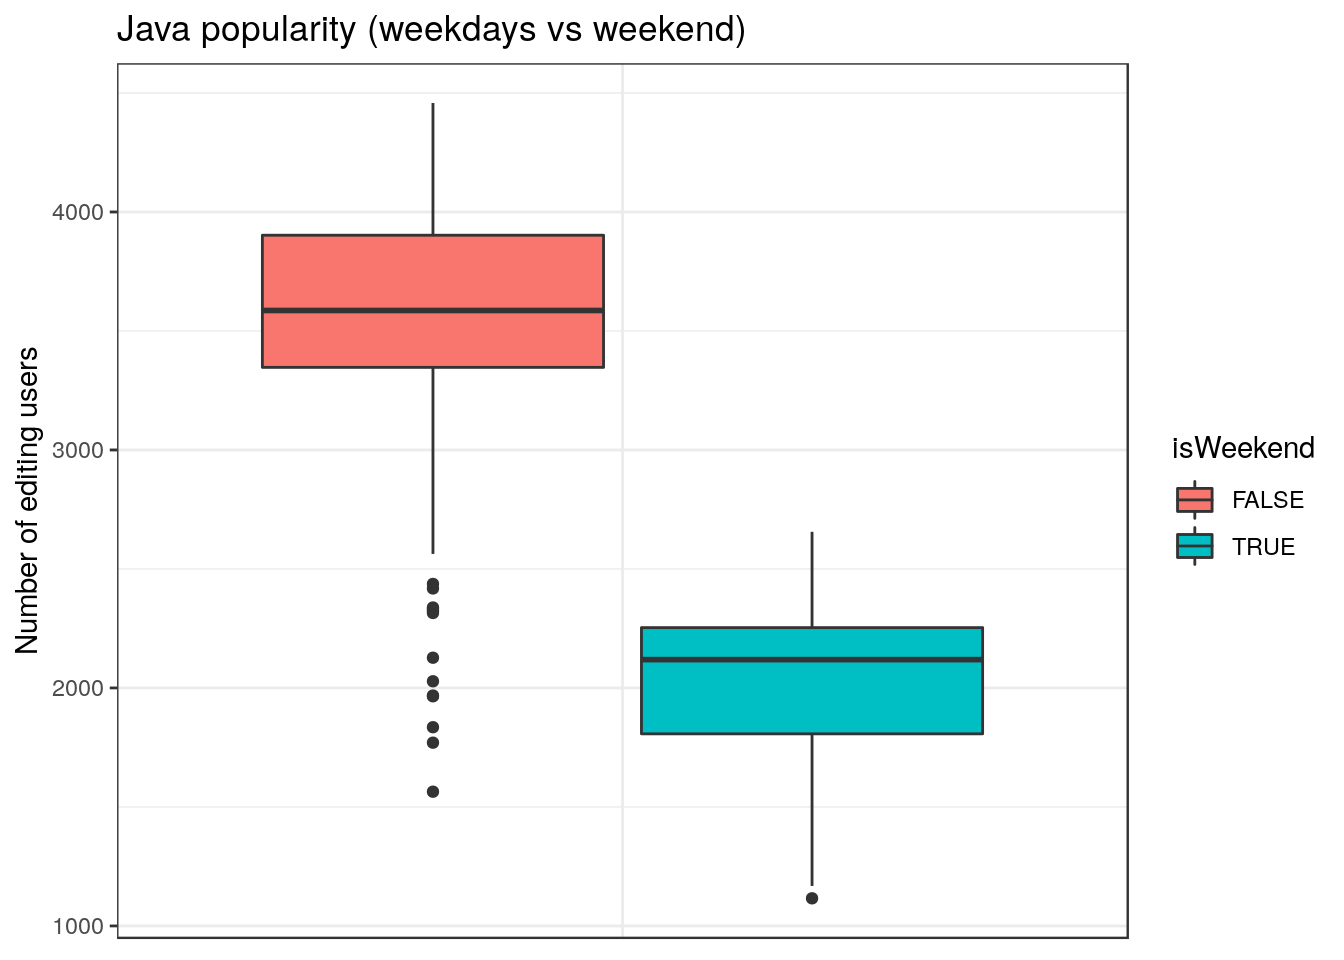 Java popularity (weekdays vs weekend)
Number of editing users
4000
3000
2000
1000
isWeekend
FALSE
TRUE